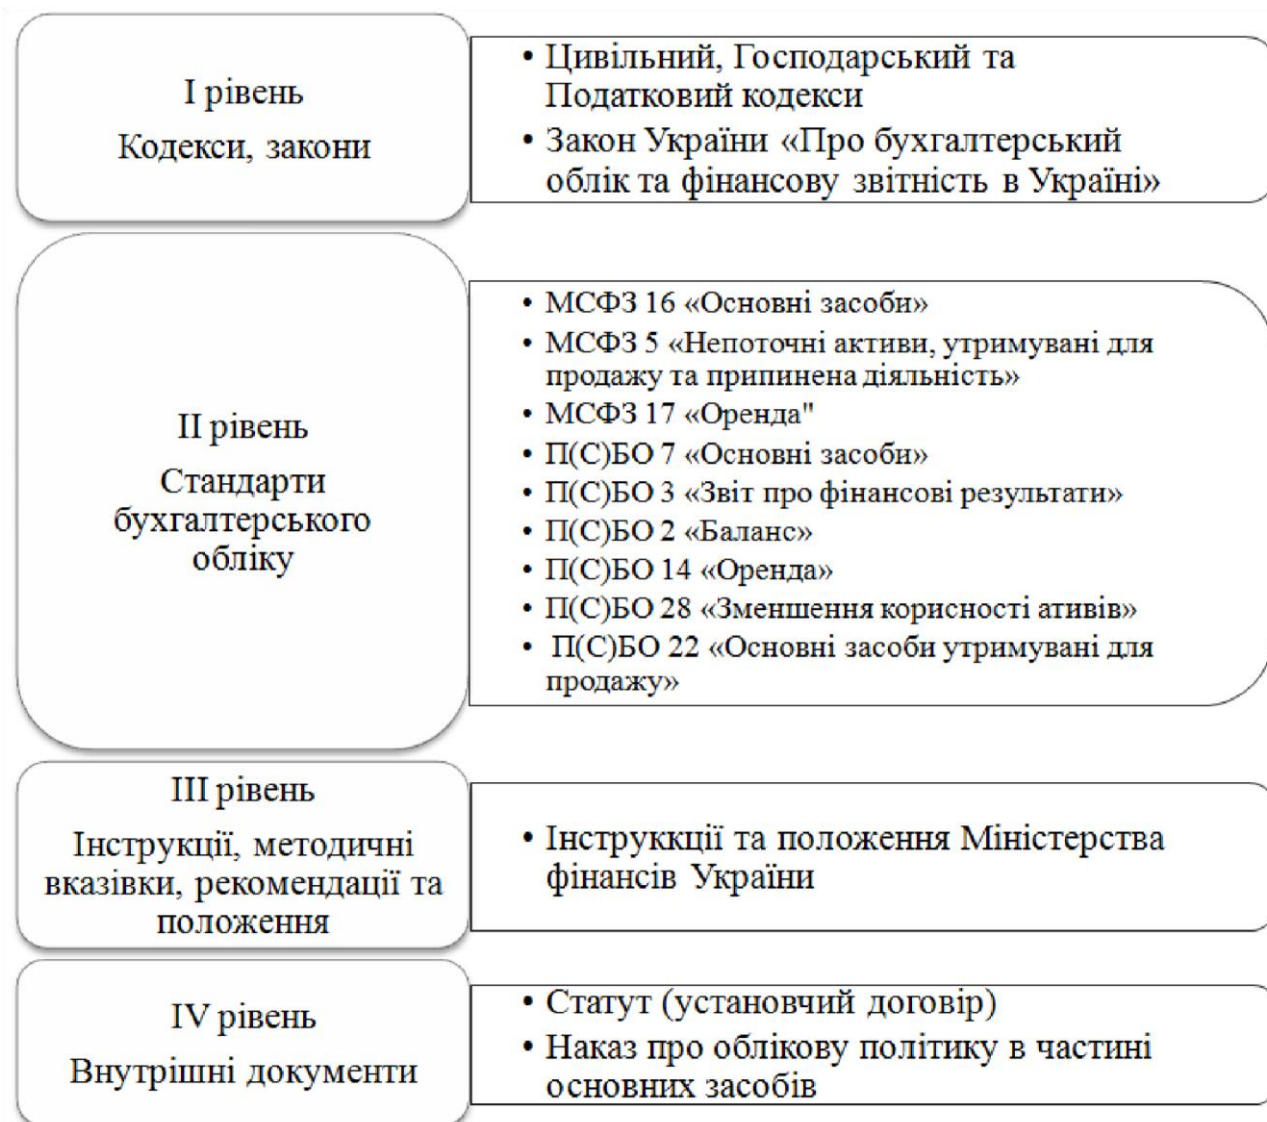 І рівень
Кодекси, закони
• Цивільний, Господарський та
Податковий кодекси
• Закон України «Про бухгалтерський
облік та фінансову звітність в Україні»
ІІ рівень
Стандарти
бухгалтерського
обліку
• МСФЗ 16 «Основні засоби»
• МСФЗ 5 «Непоточні активи, утримувані для
продажу та припинена діяльність»
• МСФЗ 17 «Оренда"
• П(С)БО 7 «Основні засоби»
• П(С)БО 3 «Звіт про фінансові результати»
• П(С)БО 2 «Баланс»
• П(С)БО 14 «Оренда»
• П(С)БО 28 «Зменшення корисності ативів»
• П(С)БО 22 «Основні засоби утримувані для
продажу»
ІІІ рівень
Інструкції, методичні
вказівки, рекомендації та
положення
• Інструккції та положення Міністерства
фінансів України
IV рівень
Внутрішні документи
• Статут (установчий договір)
• Наказ про облікову політику в частині
основних засобів